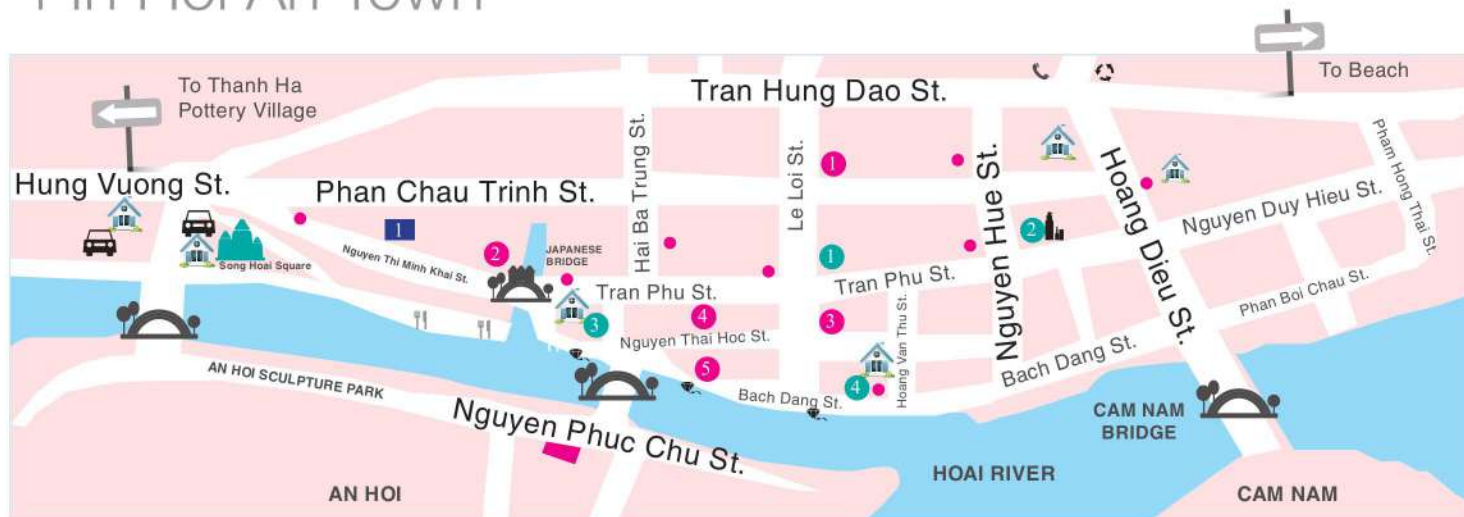 To Thanh Ha
Pottery Village
To Beach
Tran Hung Dao St.
Hung Vuong St.
Phan Chau Trinh St.
Hai Ba Trung St.
Le Loi St.
Nguyen Hue St.
Hoang Dieu St.
Pham Hong Thai St.
1
1
2
Nguyen Duy Hieu St.
Song Hoai Square
Nguyen Thi Minh Khai St.
2
JAPANESE
BRIDGE
1
Tran Phu St.
Tran Phu St.
Phan Boi Chau St.
3
4
3
Nguyen Thai Hoc St.
Hoang Van Thu St.
5
4
Bach Dang St.
Bach Dang St.
AN HOI SCULPTURE PARK
Nguyen Phuc Chu St.
CAM NAM
BRIDGE
HOAI RIVER
AN HOI
CAM NAM